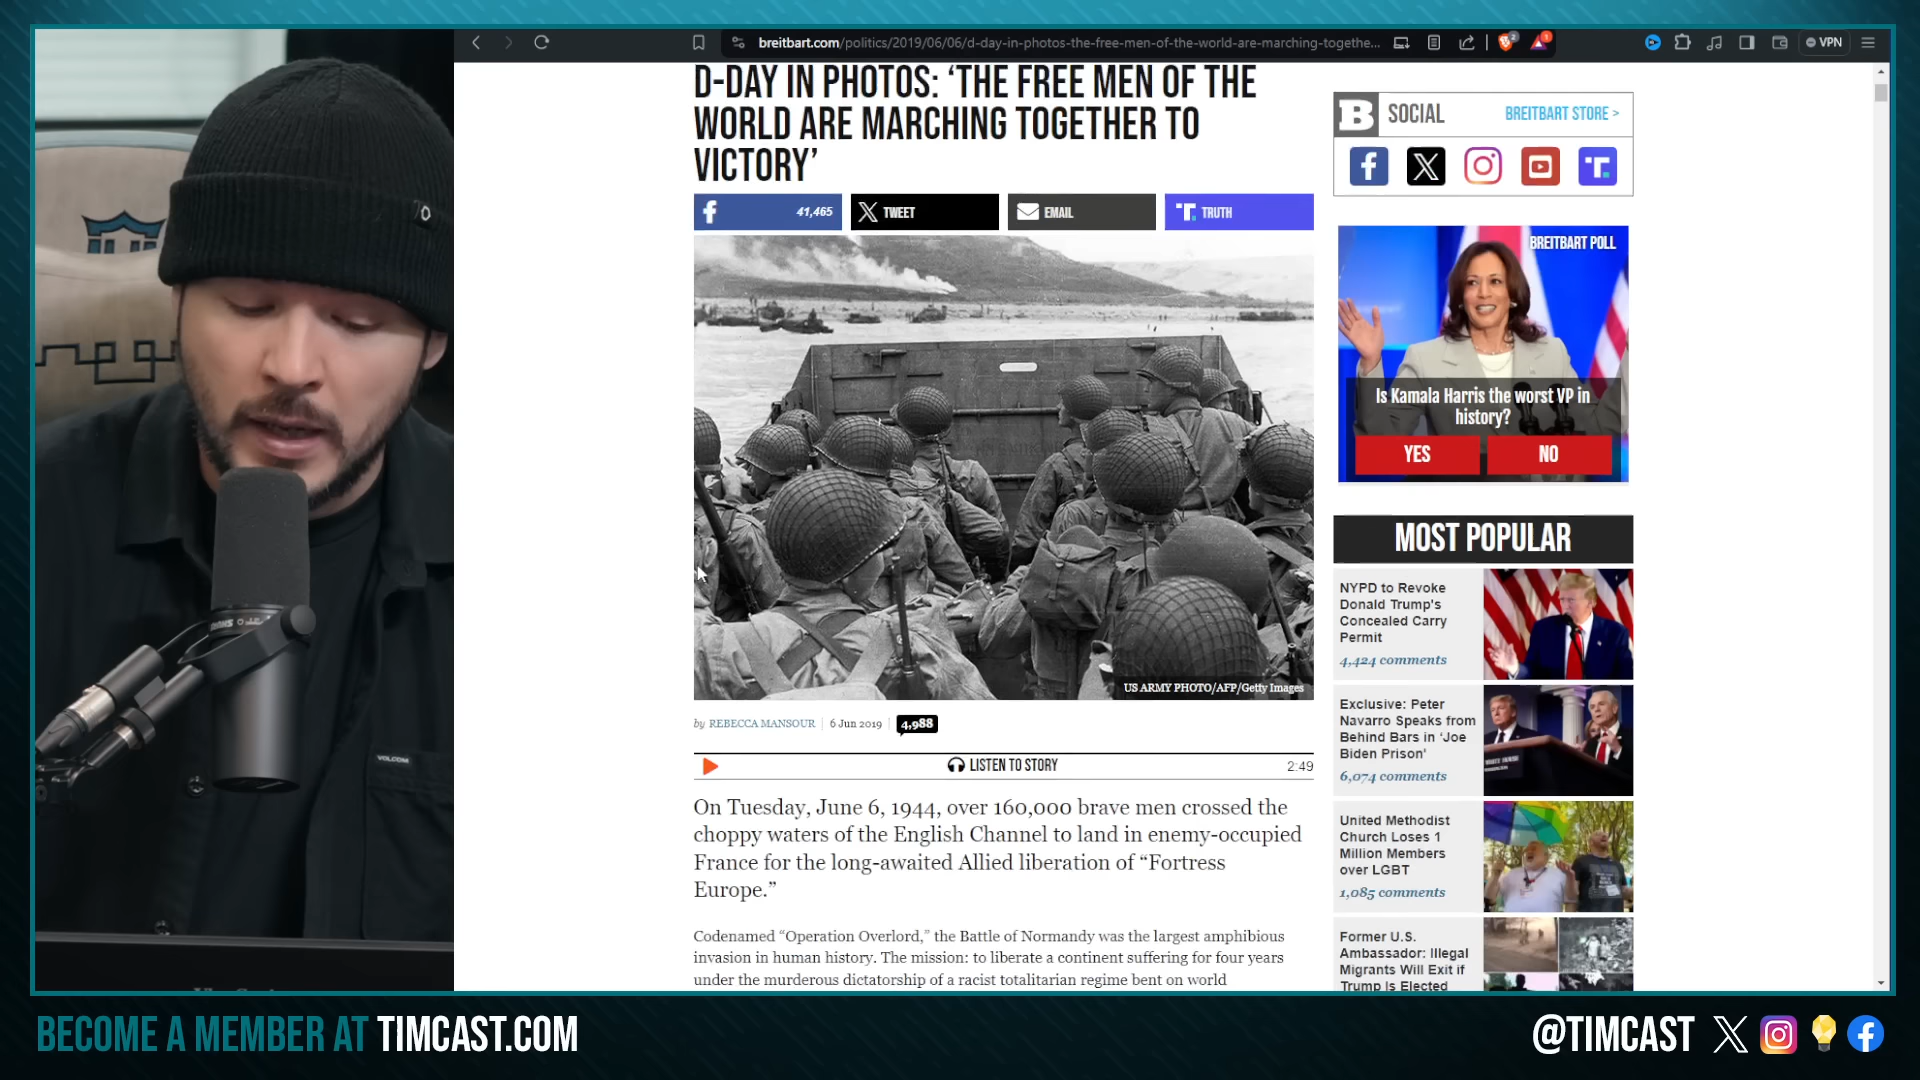 breitbart.com/politics/2019/06/06/d-day-in-photos-the-free-men-of-the-world-are-marching-togethe...
2
1
VPN
D-DAY IN PHOTOS: ‘THE FREE MEN OF THE
WORLD ARE MARCHING TOGETHER TO
VICTORY’
41,465
TWEET
EMAIL
TRUTH
US ARMY PHOTO/AFP/Getty Images
by REBECCA MANSOUR | 6 Jun 2019 | 4,988
LISTEN TO STORY
2:49
On Tuesday, June 6, 1944, over 160,000 brave men crossed the
choppy waters of the English Channel to land in enemy-occupied
France for the long-awaited Allied liberation of “Fortress
Europe.”
Codenamed “Operation Overlord,” the Battle of Normandy was the largest amphibious
invasion in human history. The mission: to liberate a continent suffering for four years
under the murderous dictatorship of a racist totalitarian regime bent on world
B SOCIAL
BREITBART STORE >
BREITBART POLL
Is Kamala Harris the worst VP in
history?
YES
NO
MOST POPULAR
NYPD to Revoke
Donald Trump's
Concealed Carry
Permit
4,424 comments
Exclusive: Peter
Navarro Speaks from
Behind Bars in ‘Joe
Biden Prison’
6,074 comments
United Methodist
Church Loses 1
Million Members
over LGBT
1,085 comments
Former U.S.
Ambassador: Illegal
Migrants Will Exit if
Trump Is Elected
VOLCOM
BECOME A MEMBER AT TIMCAST.COM
@TIMCAST